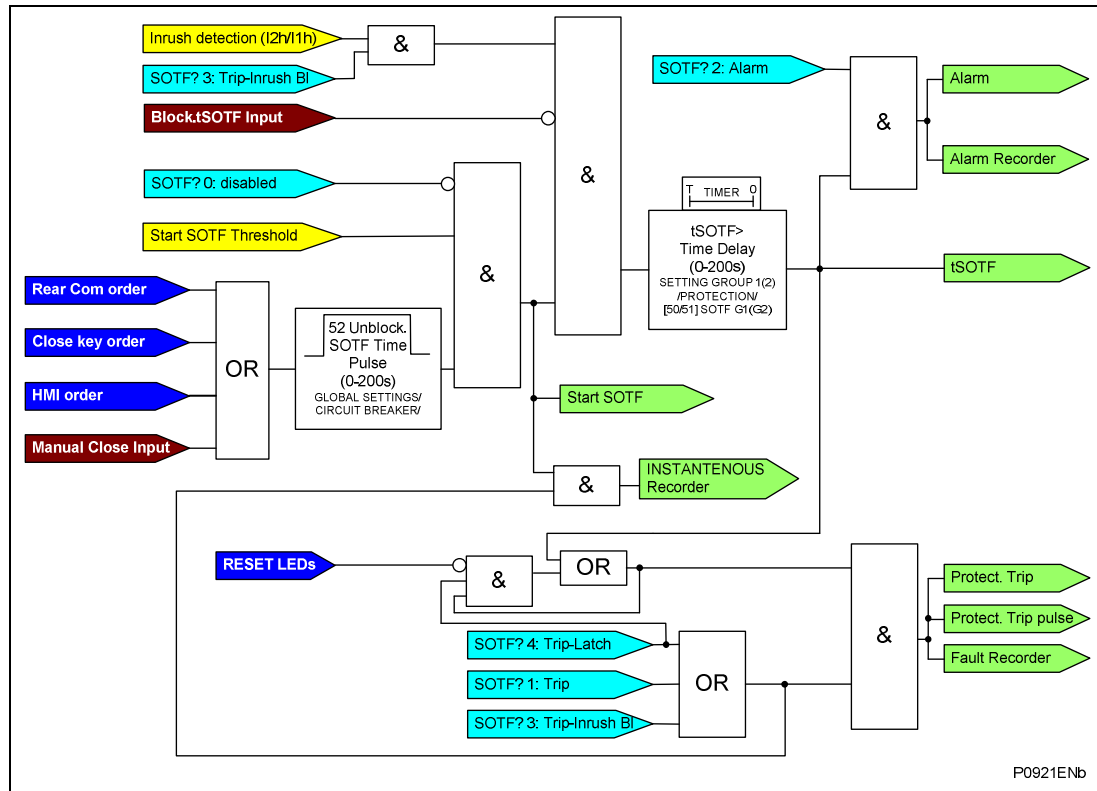 Inrush detection (I2h/I1h)
&
SOTF? 3: Trip-Inrush Bl
Block.tSOTF Input
SOTF? 0: disabled
Start SOTF Threshold
Rear Com order
Close key order
HMI order
Manual Close Input
OR
52 Unblock.
SOTF Time
Pulse
(0-200s)
GLOBAL SETTINGS/
CIRCUIT BREAKER/
&
&
T TIMER 0
tSOTF>
Time Delay
(0-200s)
SETTING GROUP 1(2)
/PROTECTION/
[50/51] SOTF G1(G2)
SOTF? 2: Alarm
&
Alarm
Alarm Recorder
tSOTF
Start SOTF
&
INSTANTENOUS
Recorder
RESET LEDs
&
OR
SOTF? 4: Trip-Latch
SOTF? 1: Trip
SOTF? 3: Trip-Inrush Bl
OR
&
Protect. Trip
Protect. Trip pulse
Fault Recorder
P0921ENb